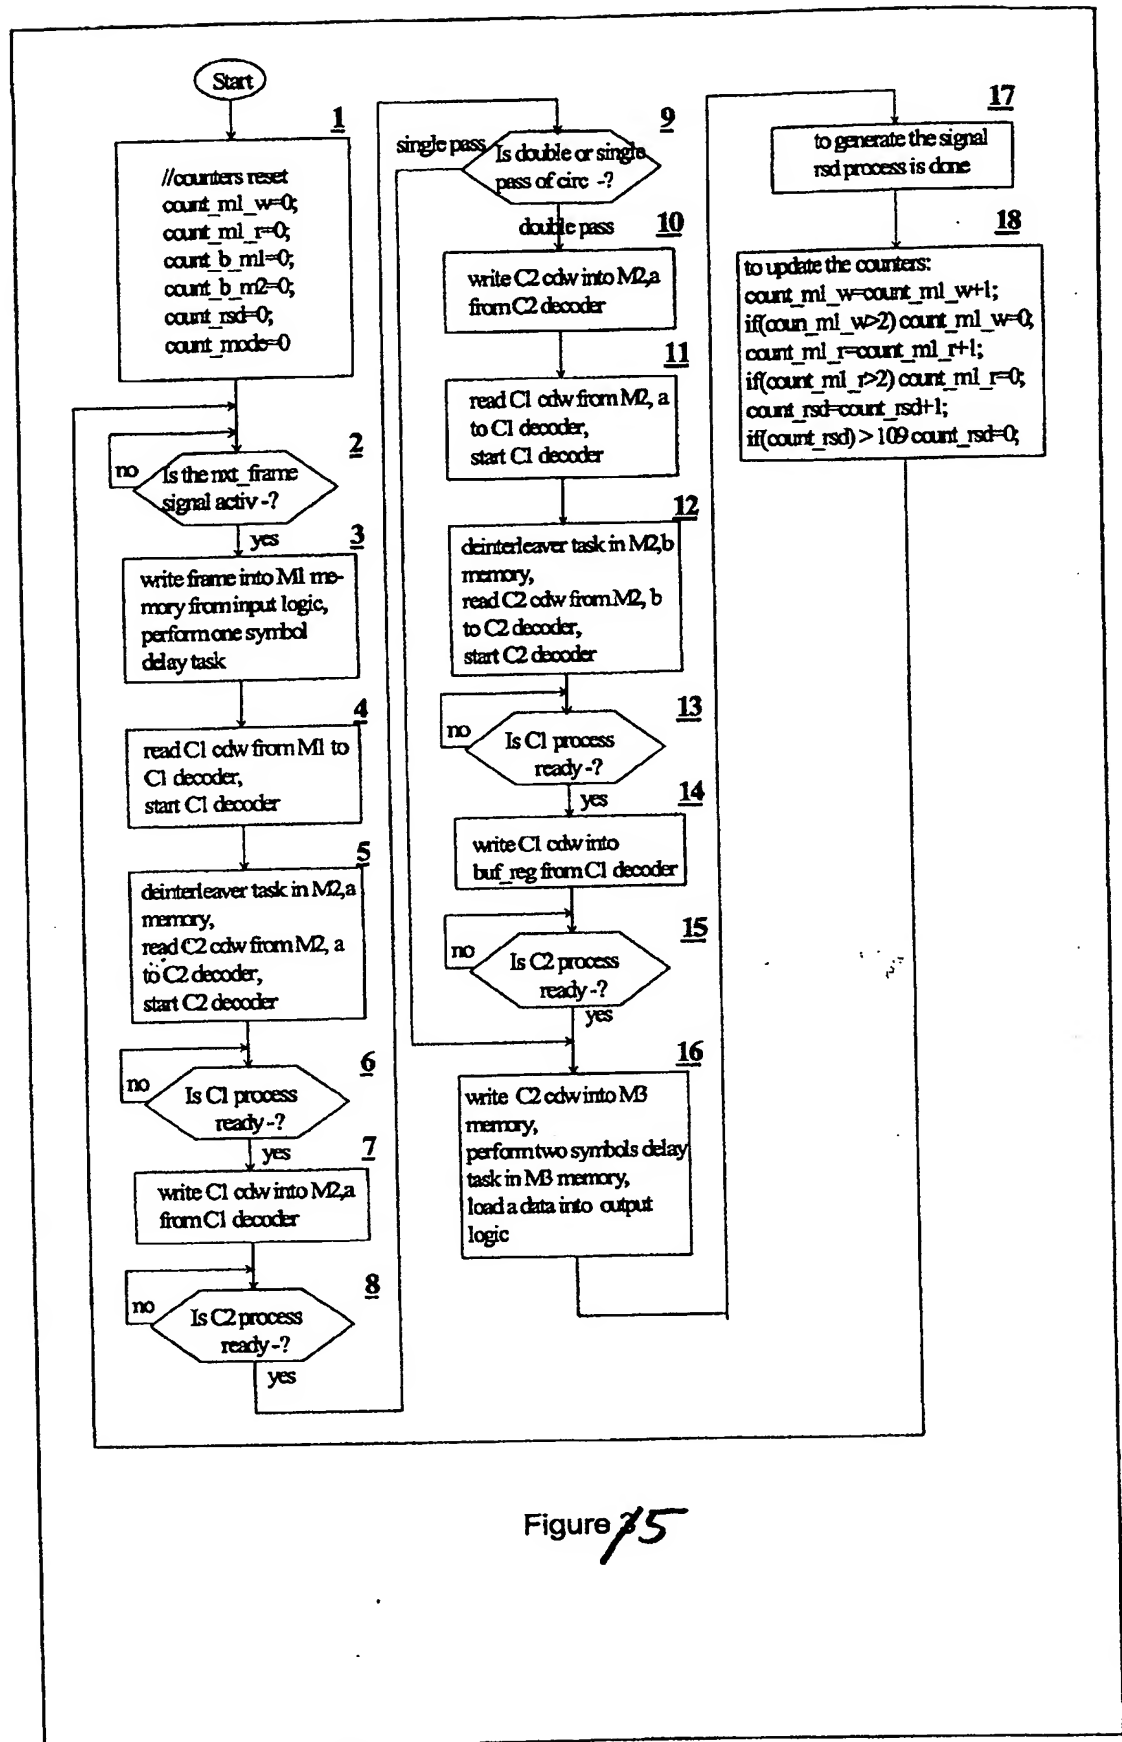 Start
1
//counters reset
count_m1_w=0;
count_m1_r=0;
count_b_m1=0;
count_b_m2=0;
count_rsd=0;
count_mode=0
2
no
Is the nxt_frame
signal activ -?
yes
3
write frame into M1 me-
mory from input logic,
perform one symbol
delay task
4
read C1 cdw from M1 to
C1 decoder,
start C1 decoder
5
deinterleaver task in M2,a
memory,
read C2 cdw from M2, a
to C2 decoder,
start C2 decoder
6
no
Is C1 process
ready -?
yes
7
write C1 cdw into M2,a
from C1 decoder
8
no
Is C2 process
ready -?
yes
9
single pass
Is double or single
pass of circ -?
double pass
10
write C2 cdw into M2,a
from C2 decoder
11
read C1 cdw from M2, a
to C1 decoder,
start C1 decoder
12
deinterleaver task in M2,b
memory,
read C2 cdw from M2, b
to C2 decoder,
start C2 decoder
13
no
Is C1 process
ready -?
yes
14
write C1 cdw into
buf_reg from C1 decoder
15
no
Is C2 process
ready -?
yes
16
write C2 cdw into M3
memory,
perform two symbols delay
task in M3 memory,
load a data into output
logic
17
to generate the signal
rsd process is done
18
to update the counters:
count_m1_w=count_m1_w+1;
if(coun_m1_w>2) count_m1_w=0;
count_m1_r=count_m1_r+1;
if(count_m1_r>2) count_m1_r=0;
count_rsd=count_rsd+1;
if(count_rsd) > 109 count_rsd=0;
Figure 5